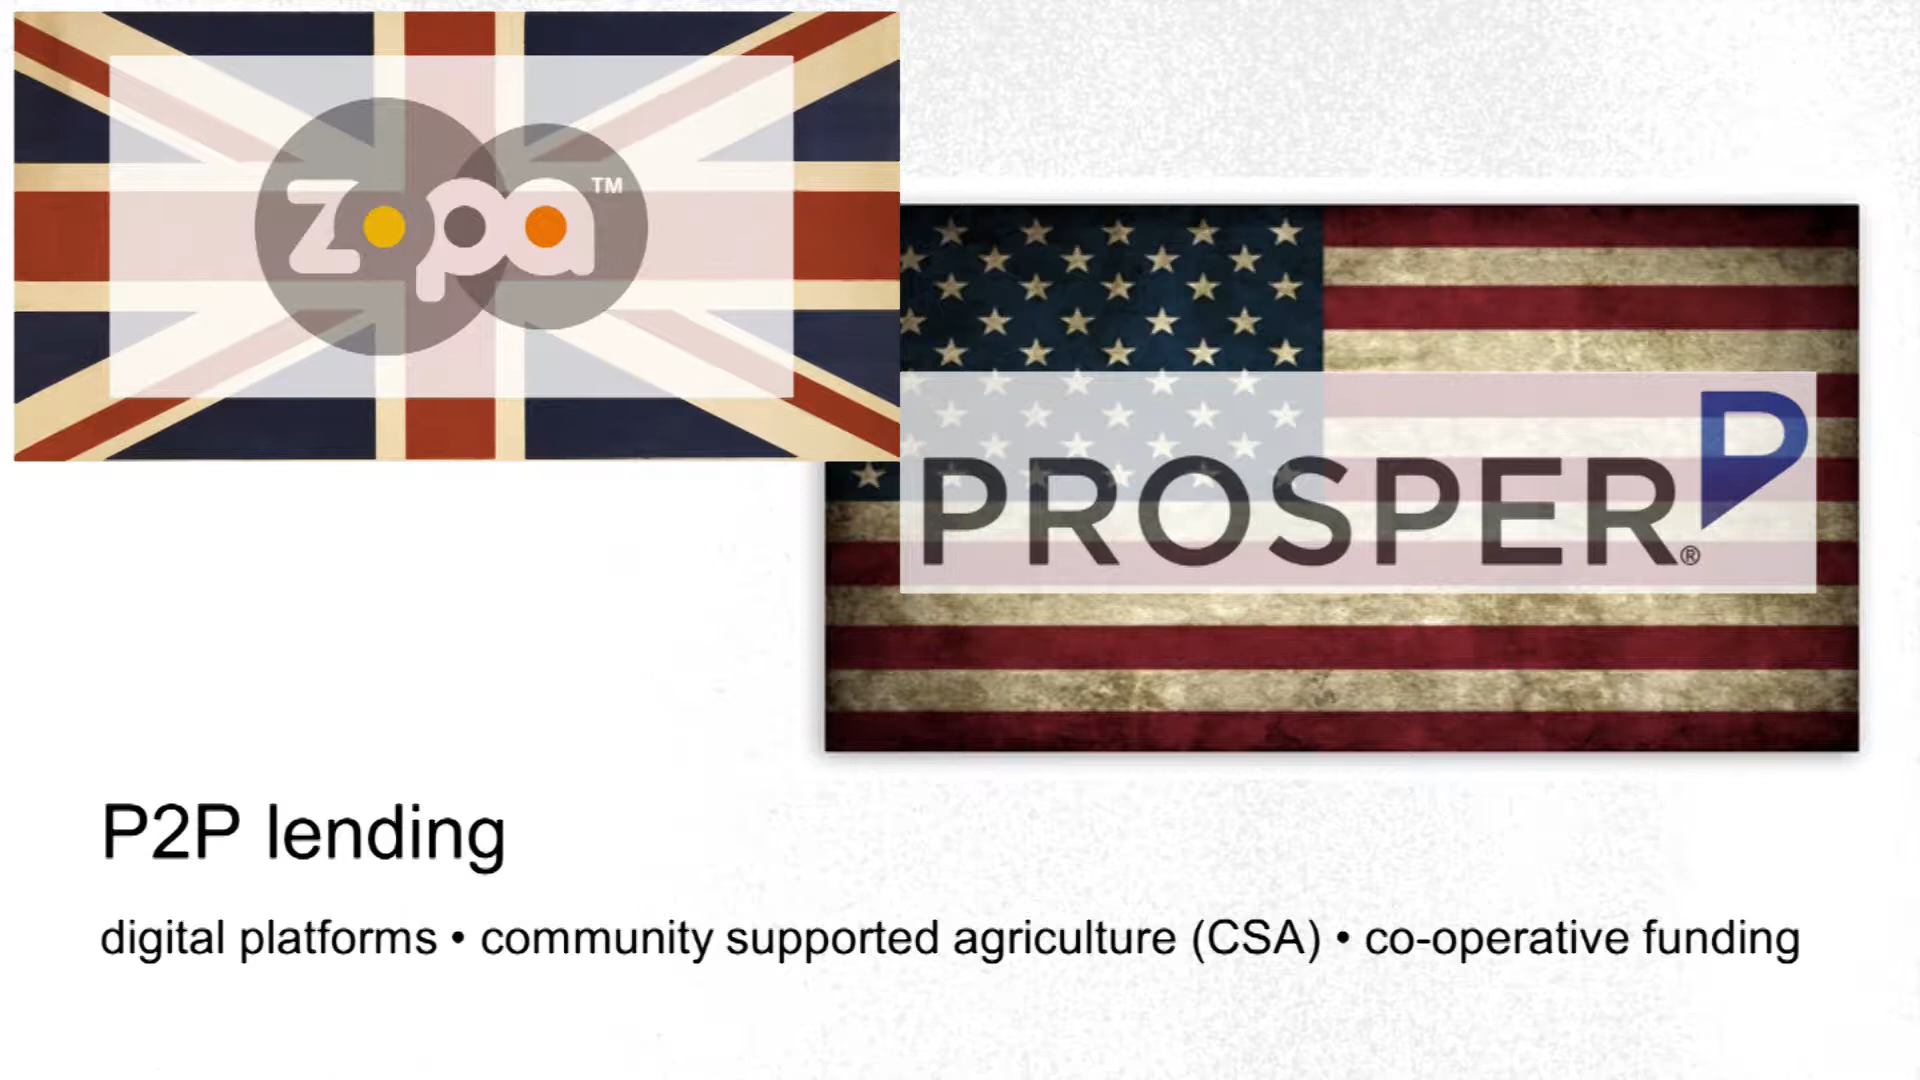 zopa™
PROSPER®
P2P lending
digital platforms • community supported agriculture (CSA) • co-operative funding